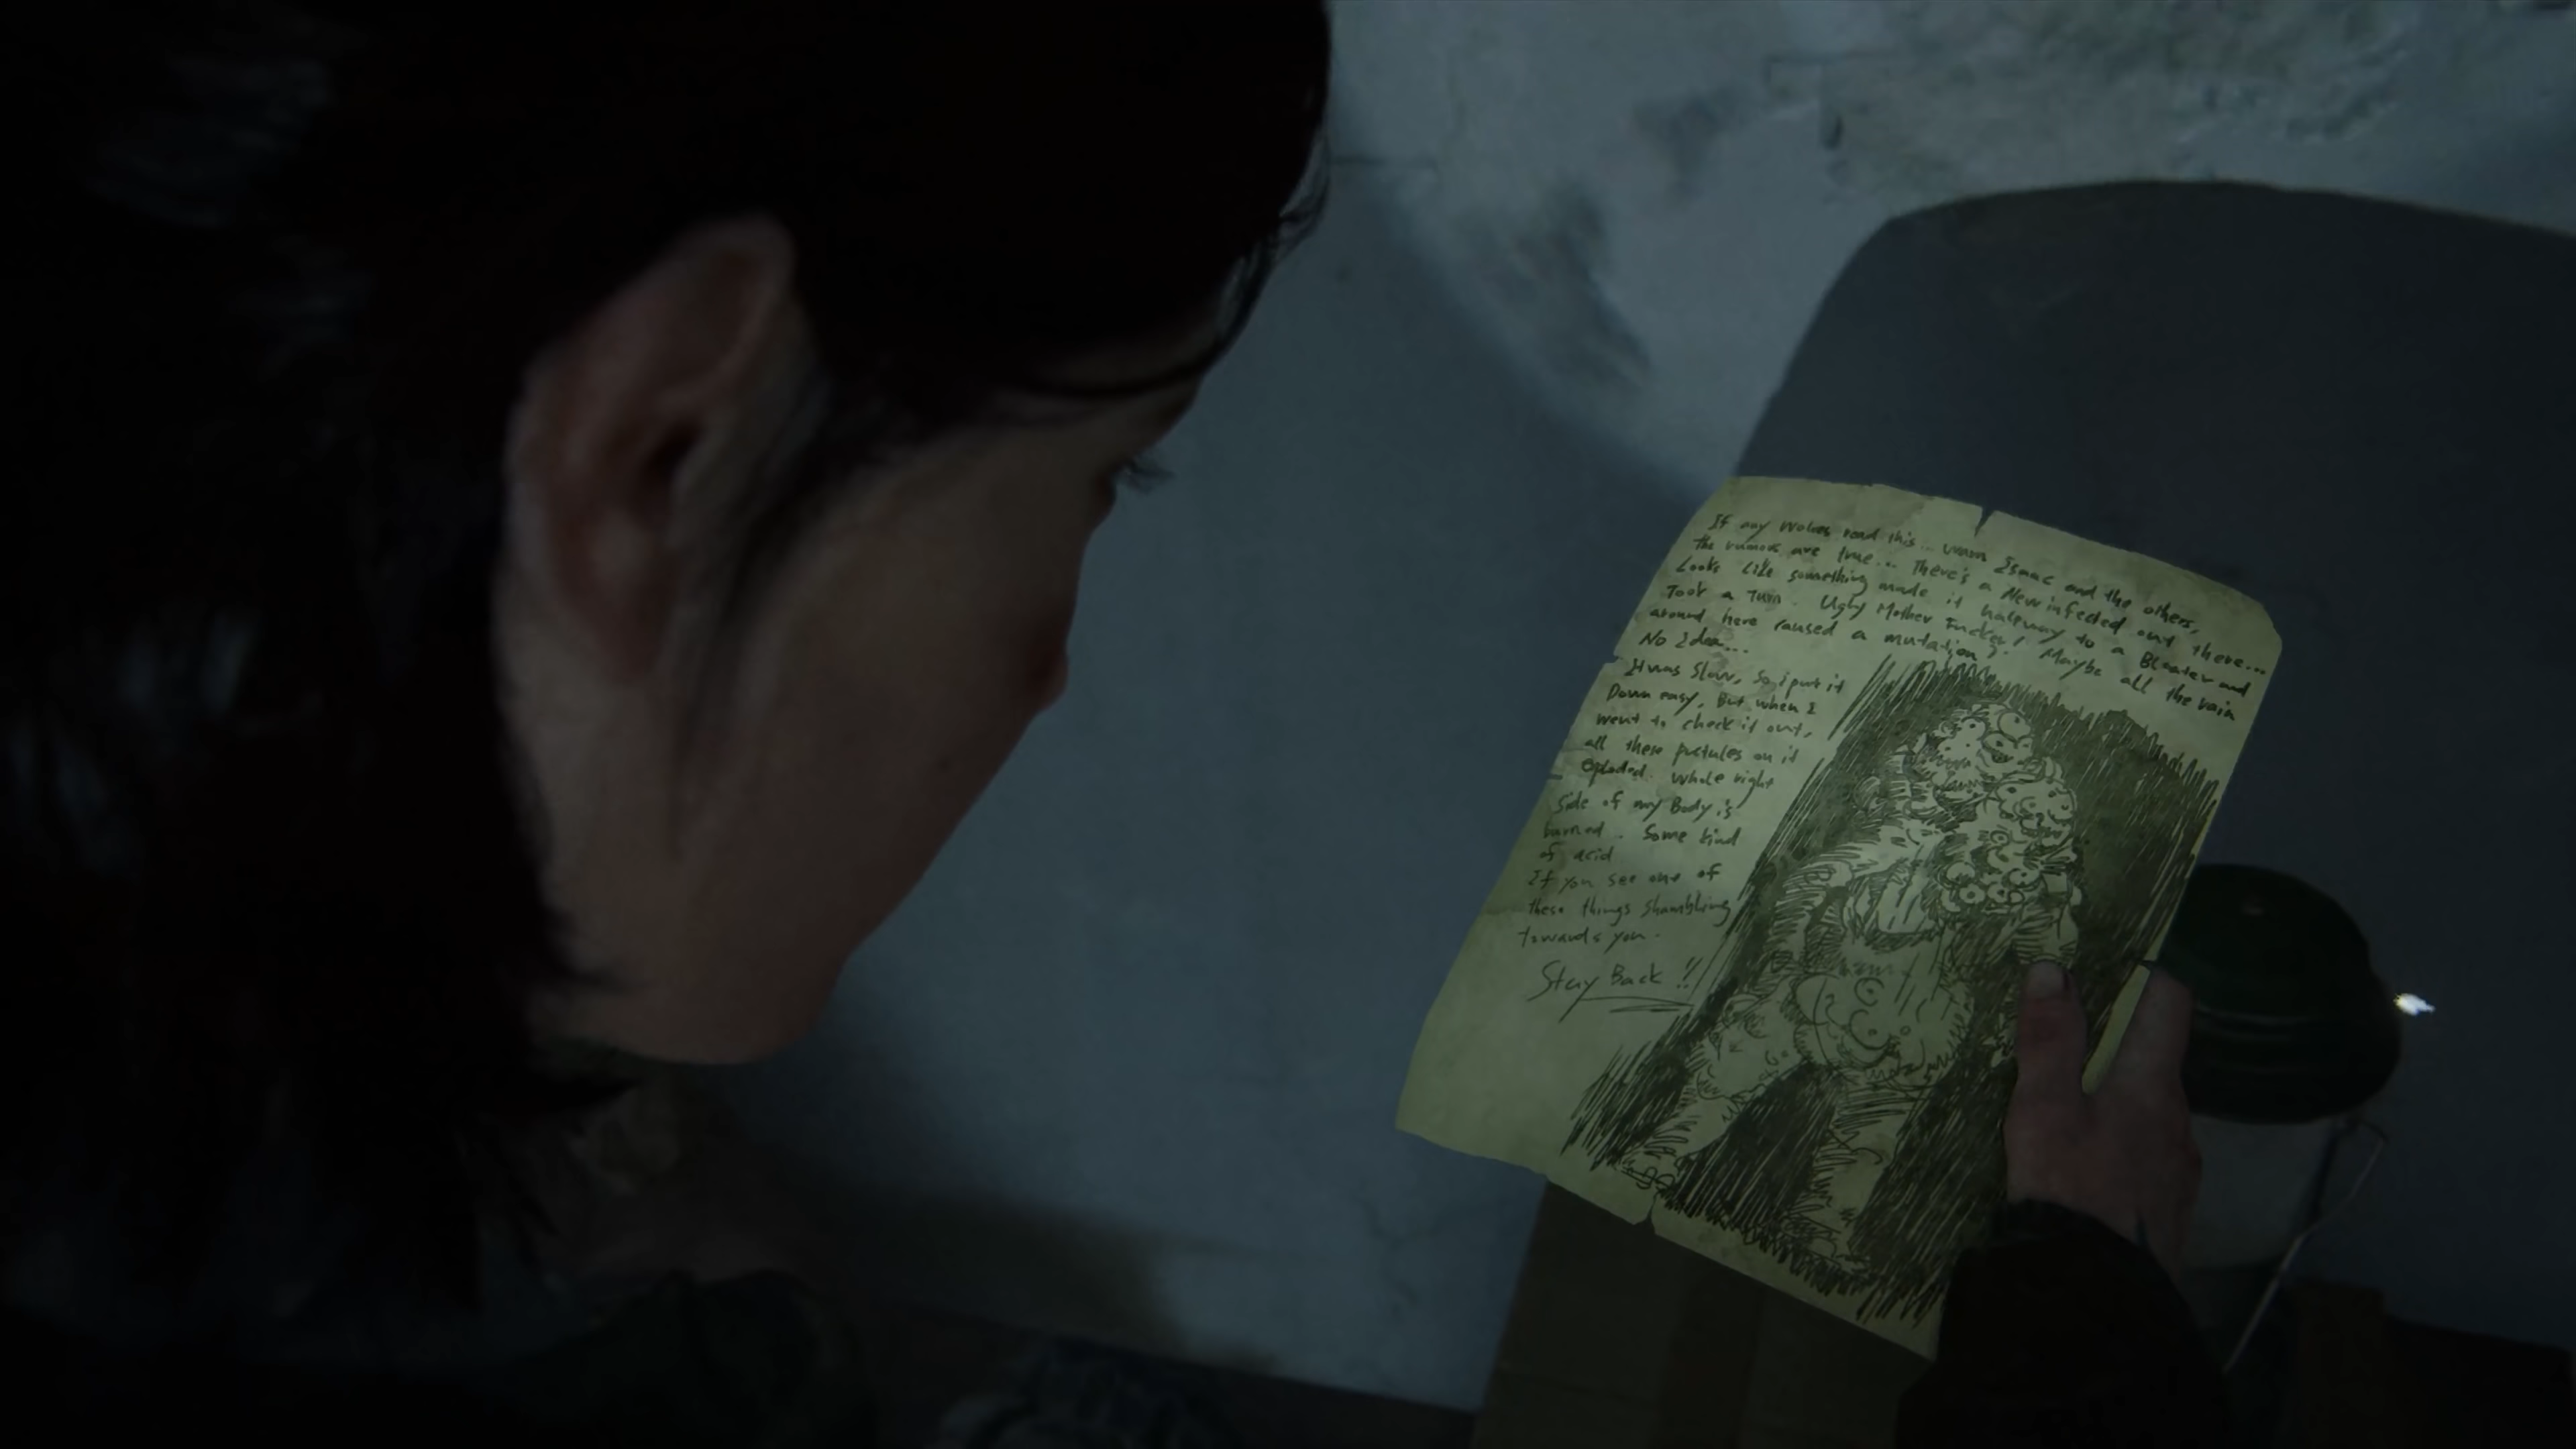 If any wolves read this... warn Isaac and the others,
the rumors are true... There's a New infected out there...
Looks Like something made it halfway to a Bloater and
Took a Turn. Ugly Mother Fucker! Maybe all the rain
around here caused a mutation?
No Idea...
It was Slow, So i put it
Down easy, But when I
went to check it out,
all these pustules on it
Exploded. Whole right
Side of my Body is
burned. Some kind
of acid
If you see one of
these things Shambling
towards you.
Stay Back!!